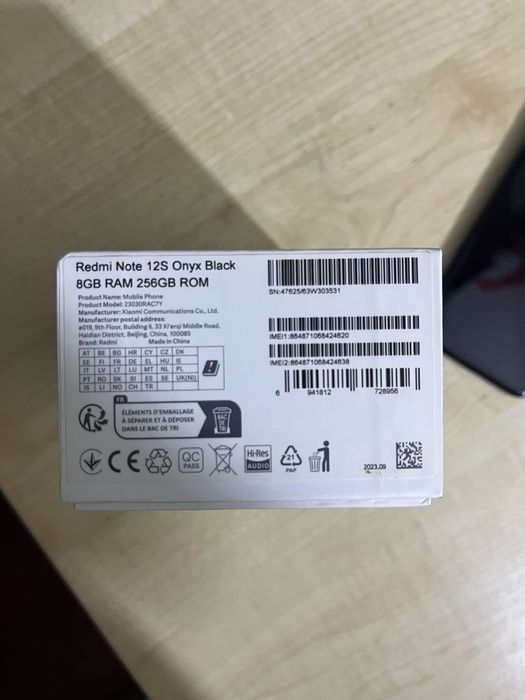 Redmi Note 12S Onyx Black
8GB RAM 256GB ROM
Product Name: Mobile Phone
Product Model: 23030RAC7Y
Manufacturer: Xiaomi Communications Co., Ltd.
Manufacturer postal address:
#019, 9th Floor, Building 6, 33 Xi'erqi Middle Road,
Haidian District, Beijing, China, 100085
Brand: Redmi Made in China
AT BE BG HR CY CZ DK
EE FI FR DE EL HU IE
IT LV LT LU MT NL PL
PT RO SK SI ES SE UK(NI)
IS LI NO CH TR
FR
ÉLÉMENTS D'EMBALLAGE
À SÉPARER ET À DÉPOSER
DANS LE BAC DE TRI
BAC
DE
TRI
CE
QC
PASS
Hi-Res
AUDIO
21
PAP
SN:47625/63W303531
IMEI1:864871068424620
IMEI2:864871068424638
6 941812 728956
2023.09